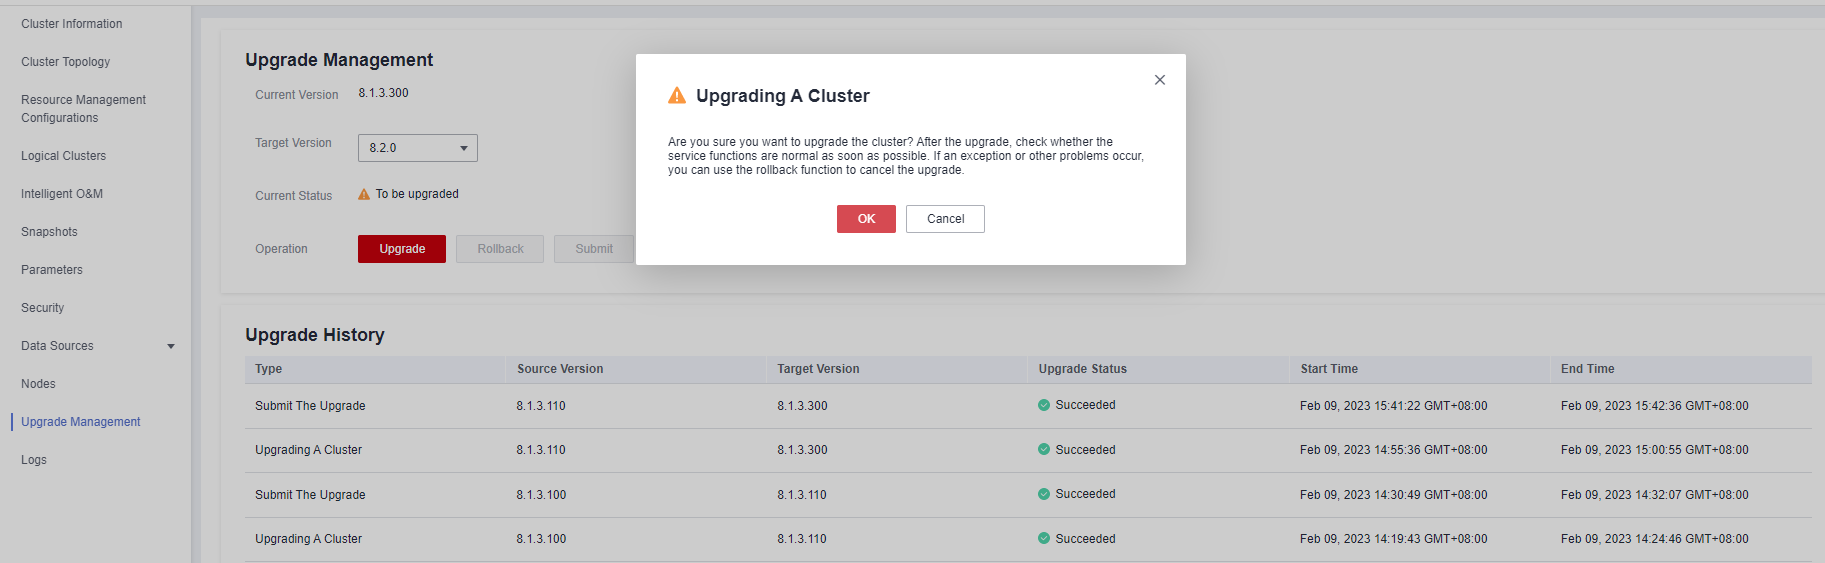 Cluster Information
Cluster Topology
Resource Management
Configurations
Logical Clusters
Intelligent O&M
Snapshots
Parameters
Security
Data Sources
Nodes
Upgrade Management
Logs
Upgrade Management
Current Version 8.1.3.300
Target Version 8.2.0
Current Status To be upgraded
Operation Upgrade Rollback Submit
Upgrading A Cluster
Are you sure you want to upgrade the cluster? After the upgrade, check whether the
service functions are normal as soon as possible. If an exception or other problems occur,
you can use the rollback function to cancel the upgrade.
OK Cancel
Upgrade History
Type Source Version Target Version Upgrade Status Start Time End Time
Submit The Upgrade 8.1.3.110 8.1.3.300 Succeeded Feb 09, 2023 15:41:22 GMT+08:00 Feb 09, 2023 15:42:36 GMT+08:00
Upgrading A Cluster 8.1.3.110 8.1.3.300 Succeeded Feb 09, 2023 14:55:36 GMT+08:00 Feb 09, 2023 15:00:55 GMT+08:00
Submit The Upgrade 8.1.3.100 8.1.3.110 Succeeded Feb 09, 2023 14:30:49 GMT+08:00 Feb 09, 2023 14:32:07 GMT+08:00
Upgrading A Cluster 8.1.3.100 8.1.3.110 Succeeded Feb 09, 2023 14:19:43 GMT+08:00 Feb 09, 2023 14:24:46 GMT+08:00